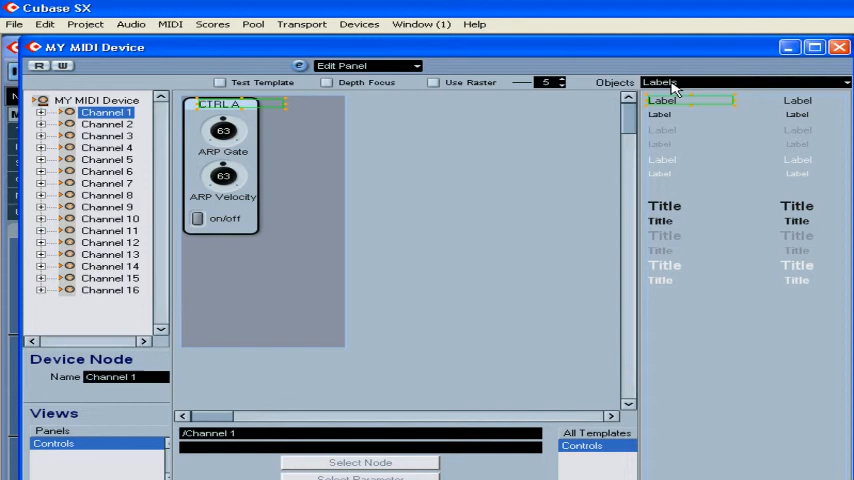 Cubase SX
File Edit Project Audio MIDI Scores Pool Transport Devices Window (1) Help
MY MIDI Device
R W e Edit Panel
Test Template Depth Focus Use Raster 5 Objects Labels
MY MIDI Device
Channel 1
Channel 2
Channel 3
Channel 4
Channel 5
Channel 6
Channel 7
Channel 8
Channel 9
Channel 10
Channel 11
Channel 12
Channel 13
Channel 14
Channel 15
Channel 16
CTRL A
63
ARP Gate
63
ARP Velocity
on/off
Label Label
Label Label
Label Label
Label Label
Label Label
Label Label
Title Title
Title Title
Title Title
Title Title
Title Title
Title Title
Device Node
Name Channel 1
Views
Panels
Controls
/Channel 1
All Templates
Controls
Select Node
Select Parameter